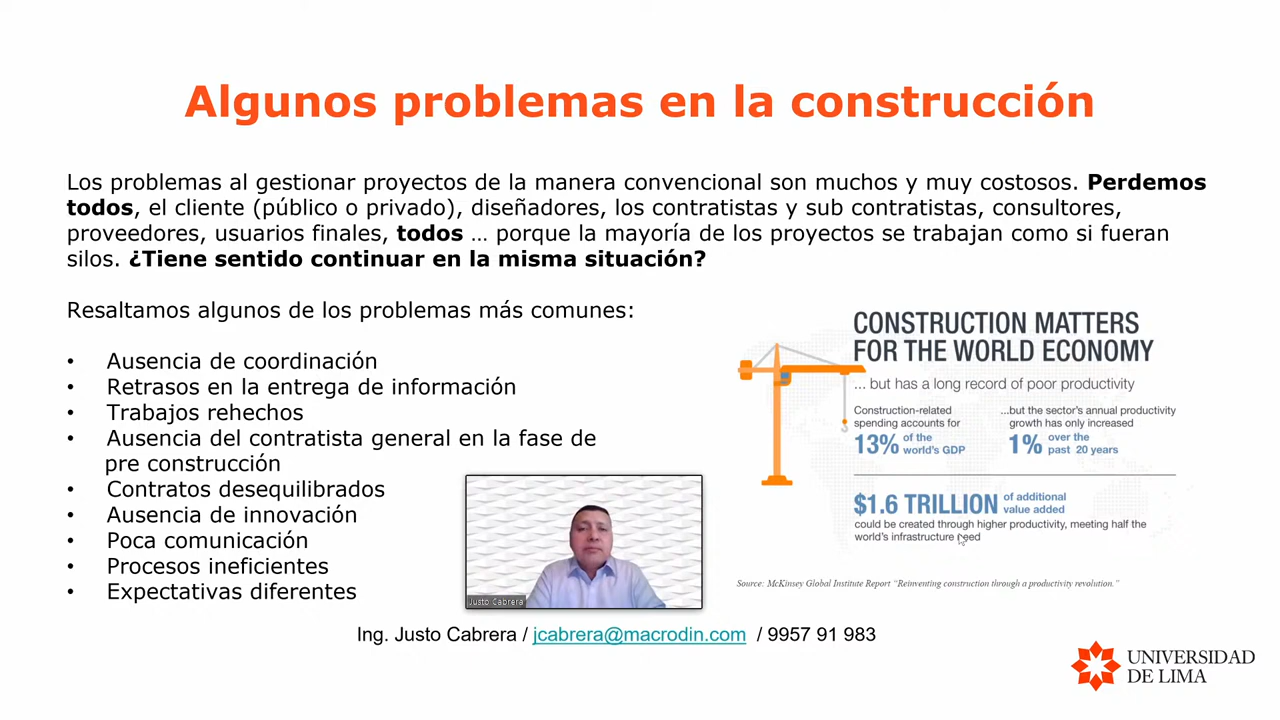 Algunos problemas en la construcción
Los problemas al gestionar proyectos de la manera convencional son muchos y muy costosos. Perdemos
todos, el cliente (público o privado), diseñadores, los contratistas y sub contratistas, consultores,
proveedores, usuarios finales, todos ... porque la mayoría de los proyectos se trabajan como si fueran
silos. ¿Tiene sentido continuar en la misma situación?
Resaltamos algunos de los problemas más comunes:
• Ausencia de coordinación
• Retrasos en la entrega de información
• Trabajos rehechos
• Ausencia del contratista general en la fase de
pre construcción
• Contratos desequilibrados
• Ausencia de innovación
• Poca comunicación
• Procesos ineficientes
• Expectativas diferentes
CONSTRUCTION MATTERS
FOR THE WORLD ECONOMY
... but has a long record of poor productivity
Construction-related
spending accounts for
13% of the
world's GDP
...but the sector's annual productivity
growth has only increased
1% over the
past 20 years
$1.6 TRILLION of additional
value added
could be created through higher productivity, meeting half the
world's infrastructure need
Source: McKinsey Global Institute Report "Reinventing construction through a productivity revolution."
Justo Cabrera
Ing. Justo Cabrera / jcabrera@macrodin.com / 9957 91 983
UNIVERSIDAD
DE LIMA